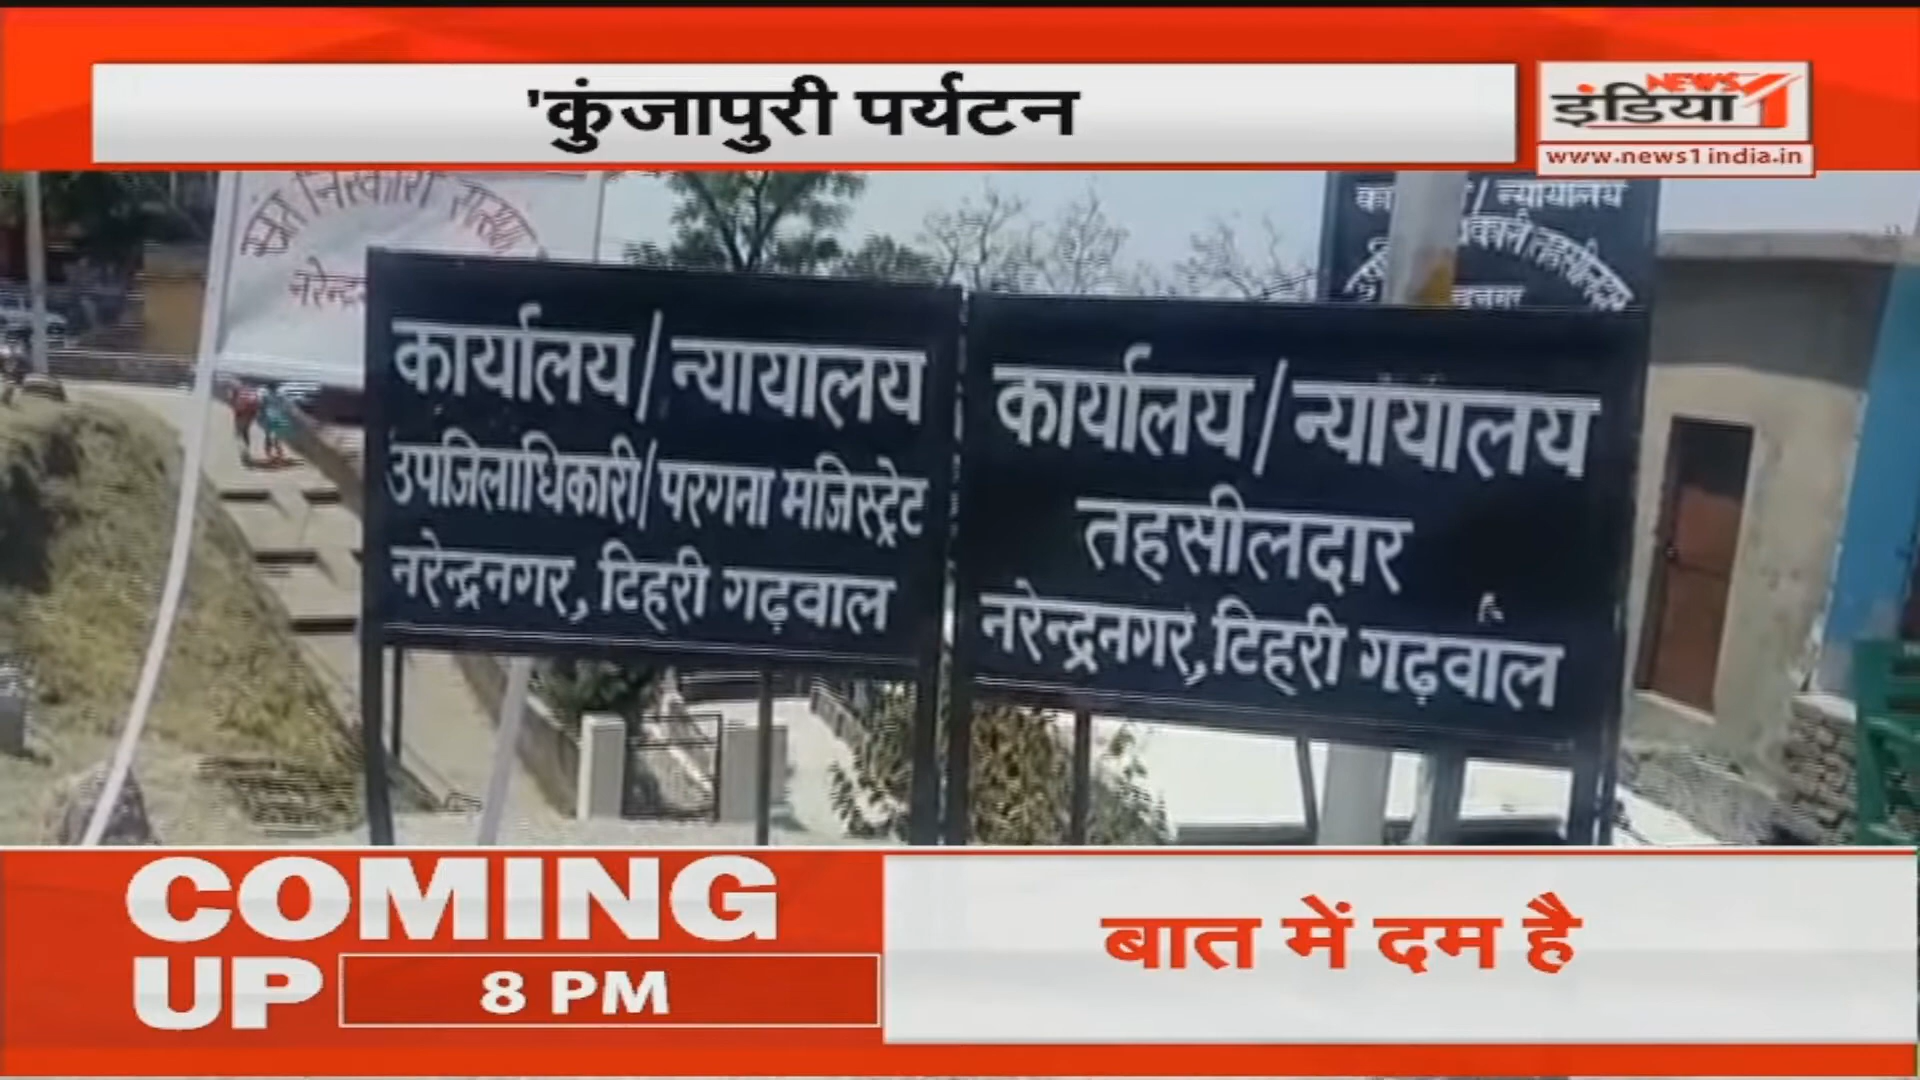 'कुंजापुरी पर्यटन
NEWS 1
इंडिया
www.news1india.in
संत निरंकारी सत्संग
कार्यालय/न्यायालय
उपजिलाधिकारी/परगना मजिस्ट्रेट
नरेन्द्रनगर, टिहरी गढ़वाल
कार्यालय/न्यायालय
तहसीलदार
नरेन्द्रनगर, टिहरी गढ़वाल
COMING
UP
8 PM
बात में दम है